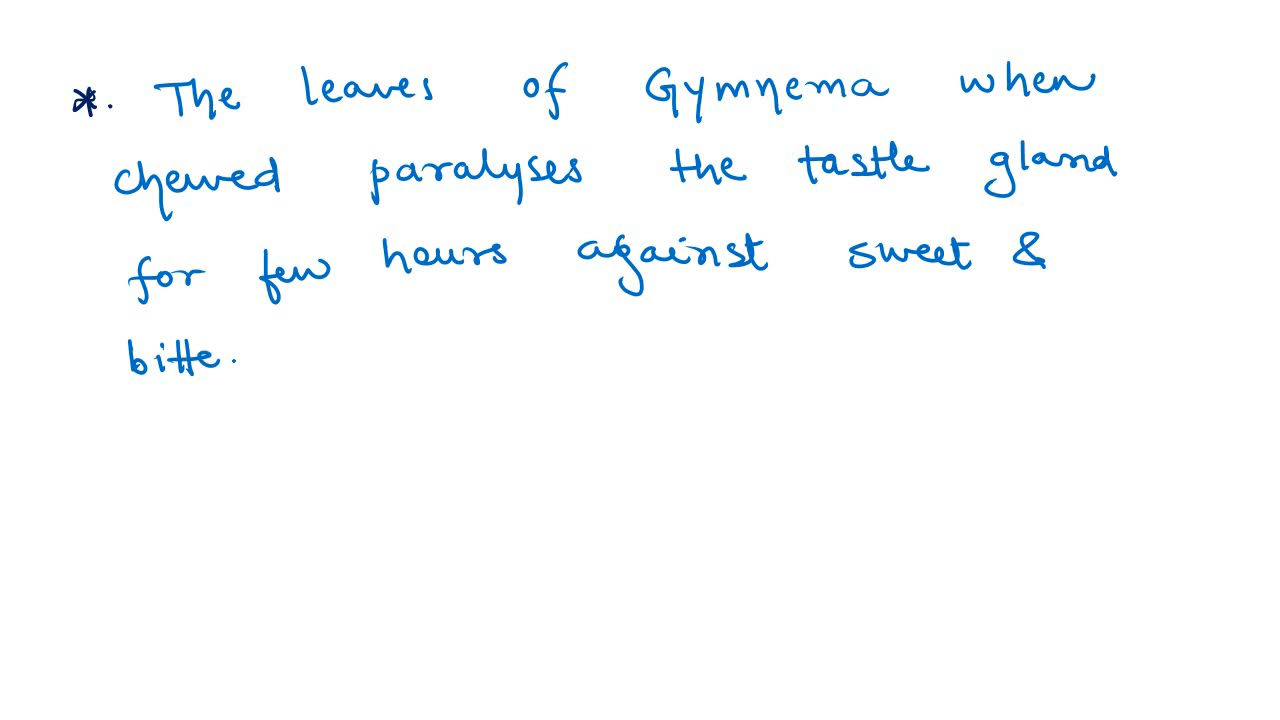 *. The leaves of Gymnema when
chewed paralyses the tastle gland
for few hours against sweet &
bitte.